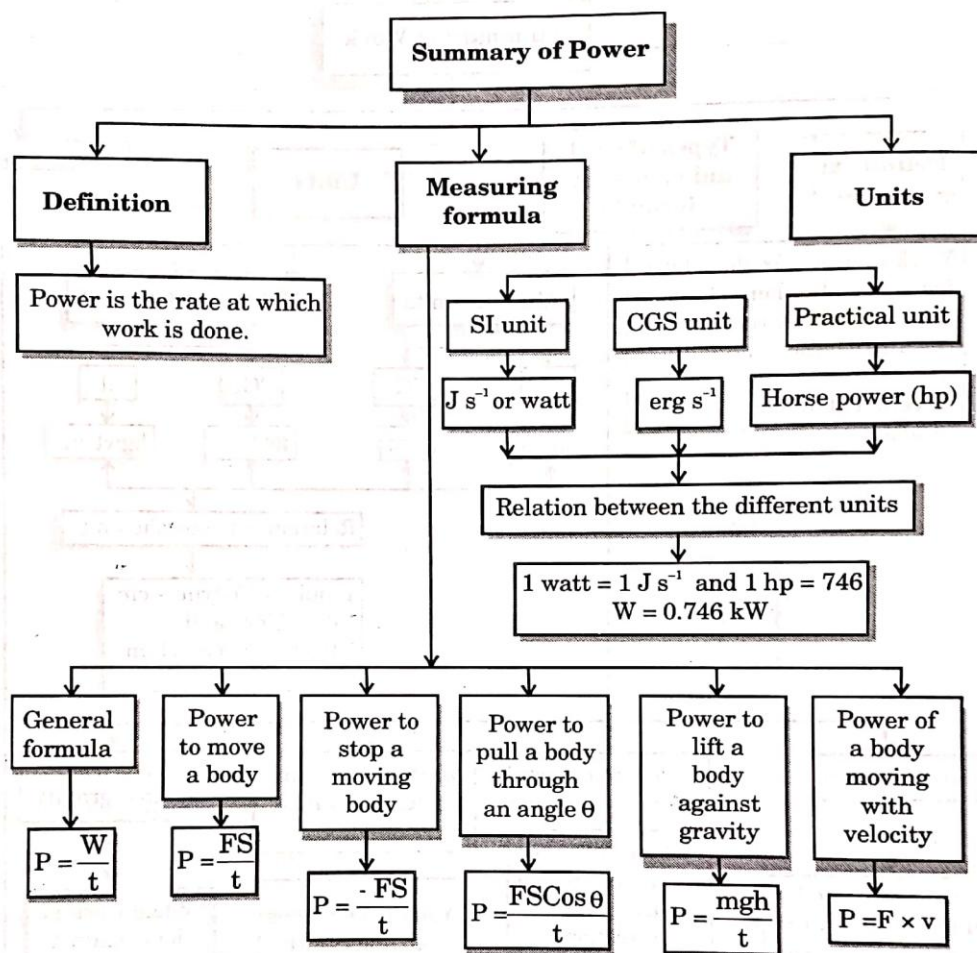 Summary of Power
Definition
Measuring
formula
Units
Power is the rate at which
work is done.
SI unit
CGS unit
Practical unit
J s⁻¹ or watt
erg s⁻¹
Horse power (hp)
Relation between the different units
1 watt = 1 J s⁻¹ and 1 hp = 746
W = 0.746 kW
General
formula
Power
to move
a body
Power to
stop a
moving
body
Power to
pull a body
through
an angle θ
Power to
lift a
body
against
gravity
Power of
a body
moving
with
velocity
P = W/t
P = FS/t
P = - FS/t
P = FSCos θ/t
P = mgh/t
P =F × v